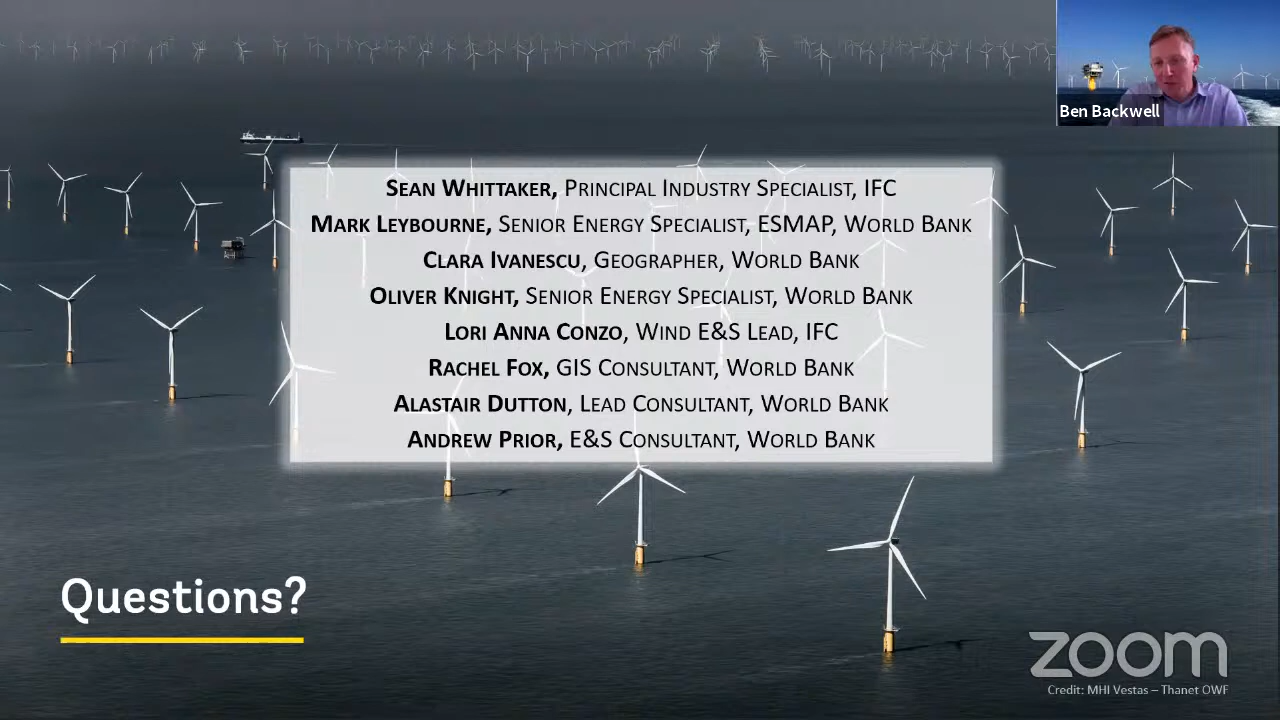 Ben Backwell
Sean Whittaker, Principal Industry Specialist, IFC
Mark Leybourne, Senior Energy Specialist, ESMAP, World Bank
Clara Ivanescu, Geographer, World Bank
Oliver Knight, Senior Energy Specialist, World Bank
Lori Anna Conzo, Wind E&S Lead, IFC
Rachel Fox, GIS Consultant, World Bank
Alastair Dutton, Lead Consultant, World Bank
Andrew Prior, E&S Consultant, World Bank
Questions?
zoom
Credit: MHI Vestas – Thanet OWF